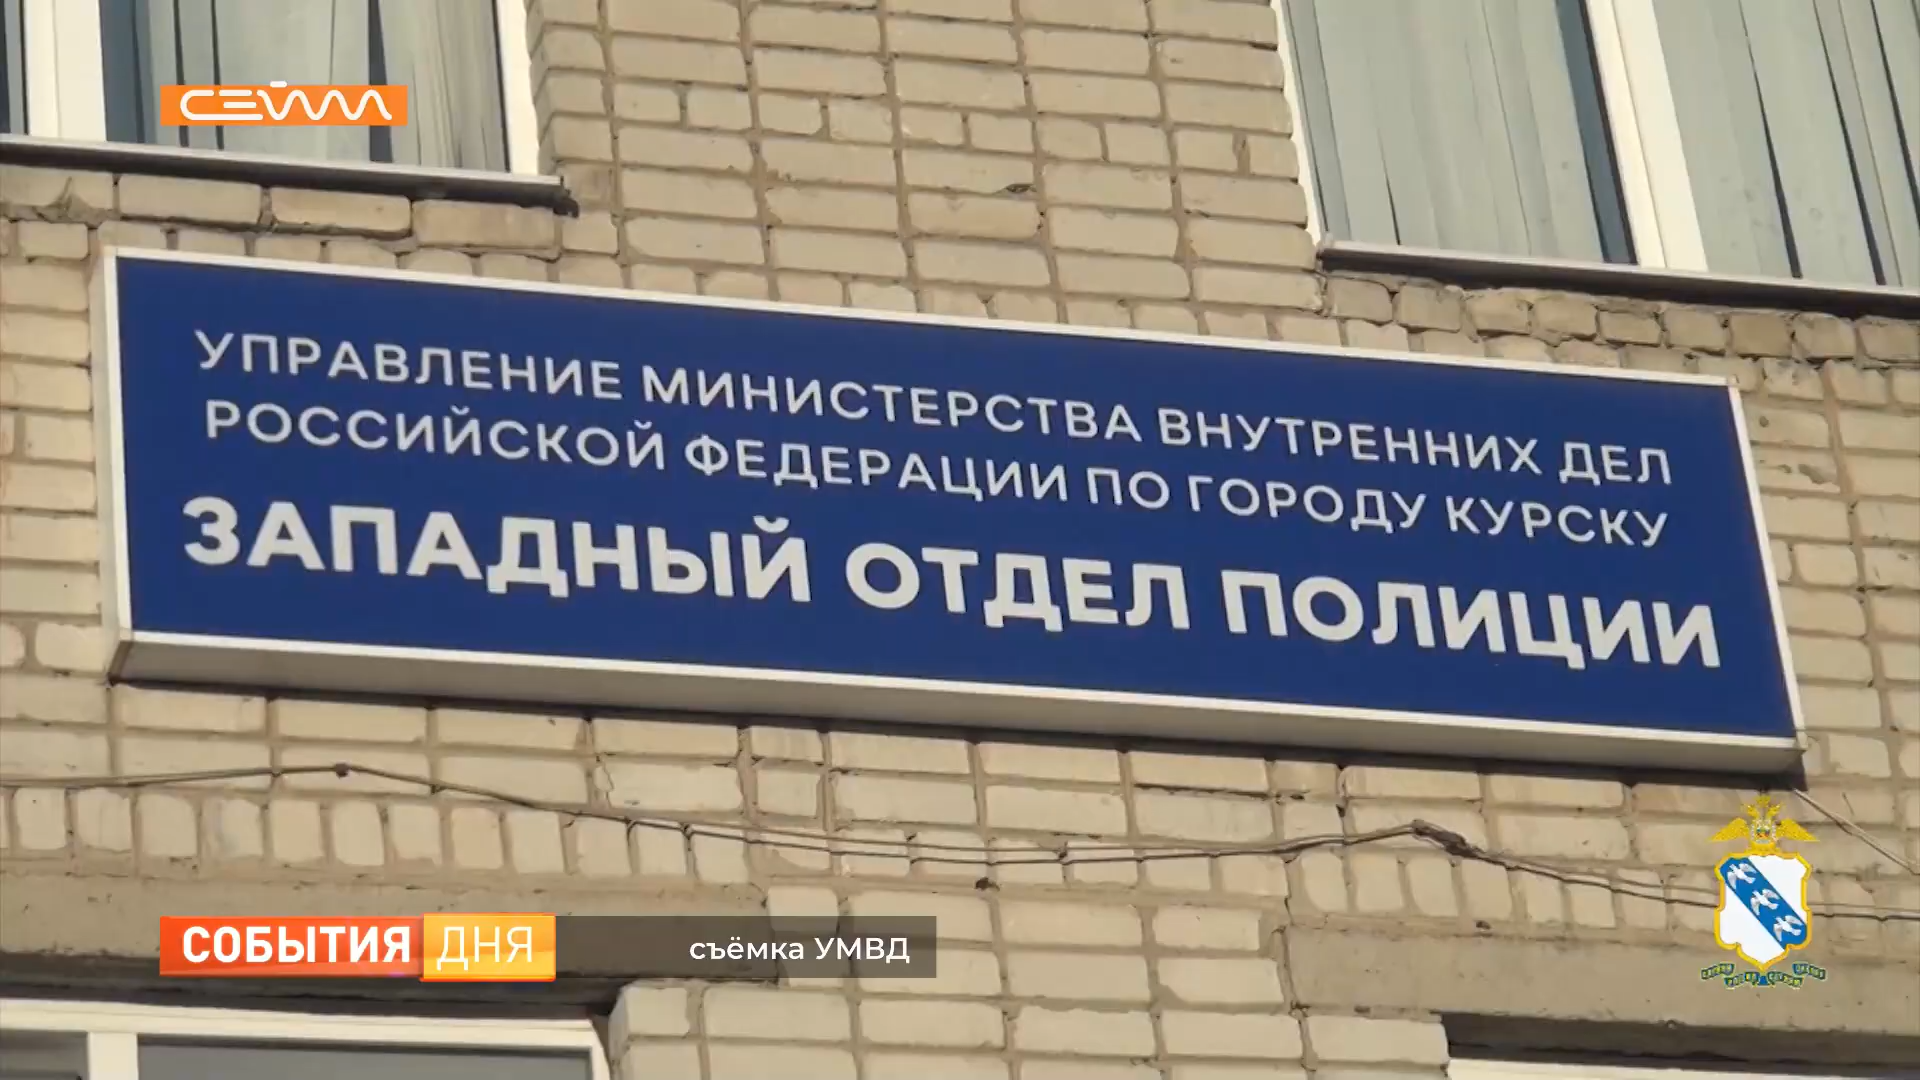 СЕЙМ
УПРАВЛЕНИЕ МИНИСТЕРСТВА ВНУТРЕННИХ ДЕЛ
РОССИЙСКОЙ ФЕДЕРАЦИИ ПО ГОРОДУ КУРСКУ
ЗАПАДНЫЙ ОТДЕЛ ПОЛИЦИИ
СОБЫТИЯ ДНЯ
съёмка УМВД